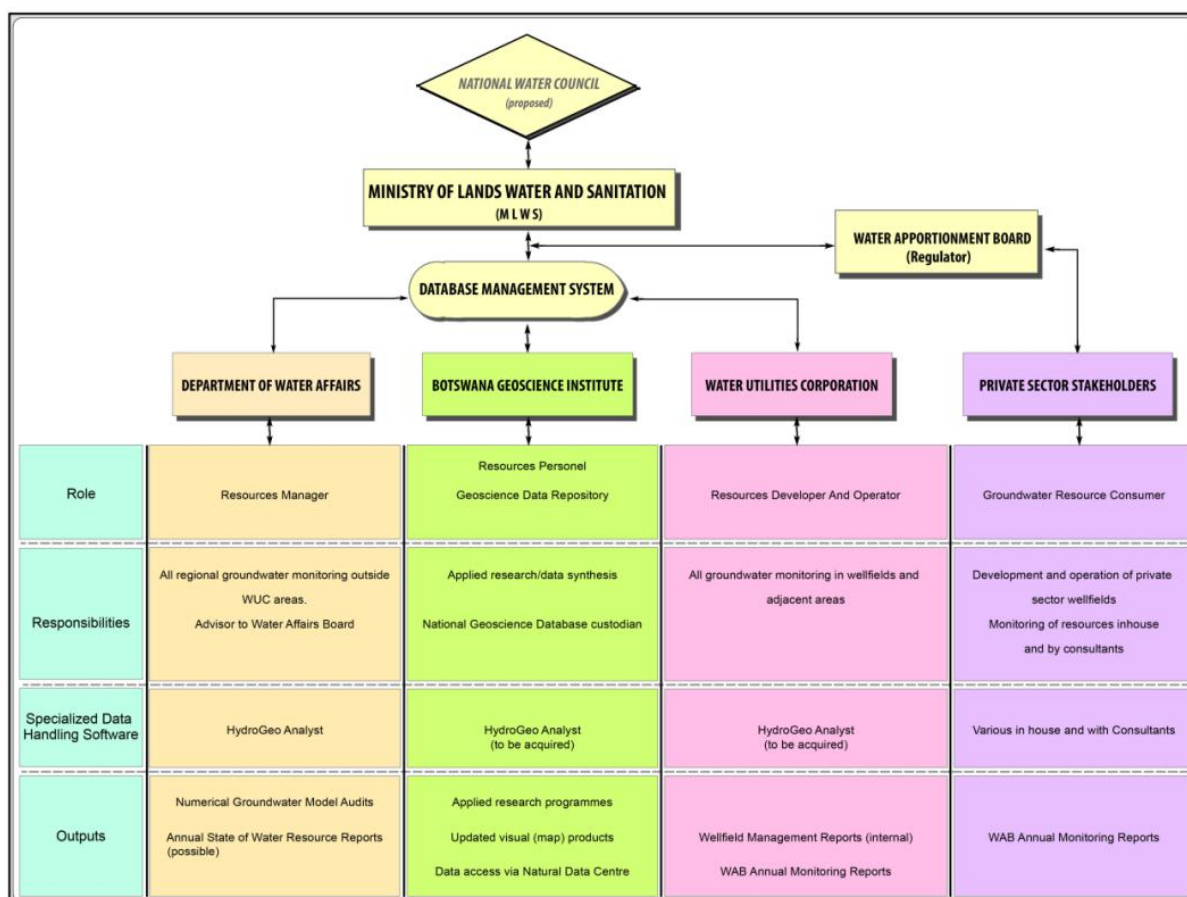 NATIONAL WATER COUNCIL
(proposed)
MINISTRY OF LANDS WATER AND SANITATION
(M L W S)
WATER APPORTIONMENT BOARD
(Regulator)
DATABASE MANAGEMENT SYSTEM
DEPARTMENT OF WATER AFFAIRS
BOTSWANA GEOSCIENCE INSTITUTE
WATER UTILITIES CORPORATION
PRIVATE SECTOR STAKEHOLDERS
Role
Resources Manager
Resources Personel
Geoscience Data Repository
Resources Developer And Operator
Groundwater Resource Consumer
Responsibilities
All regional groundwater monitoring outside
WUC areas.
Advisor to Water Affairs Board
Applied research/data synthesis
National Geoscience Database custodian
All groundwater monitoring in wellfields and
adjacent areas
Development and operation of private
sector wellfields
Monitoring of resources inhouse
and by consultants
Specialized Data
Handling Software
HydroGeo Analyst
HydroGeo Analyst
(to be acquired)
HydroGeo Analyst
(to be acquired)
Various in house and with Consultants
Outputs
Numerical Groundwater Model Audits
Annual State of Water Resource Reports
(possible)
Applied research programmes
Updated visual (map) products
Data access via Natural Data Centre
Wellfield Management Reports (internal)
WAB Annual Monitoring Reports
WAB Annual Monitoring Reports